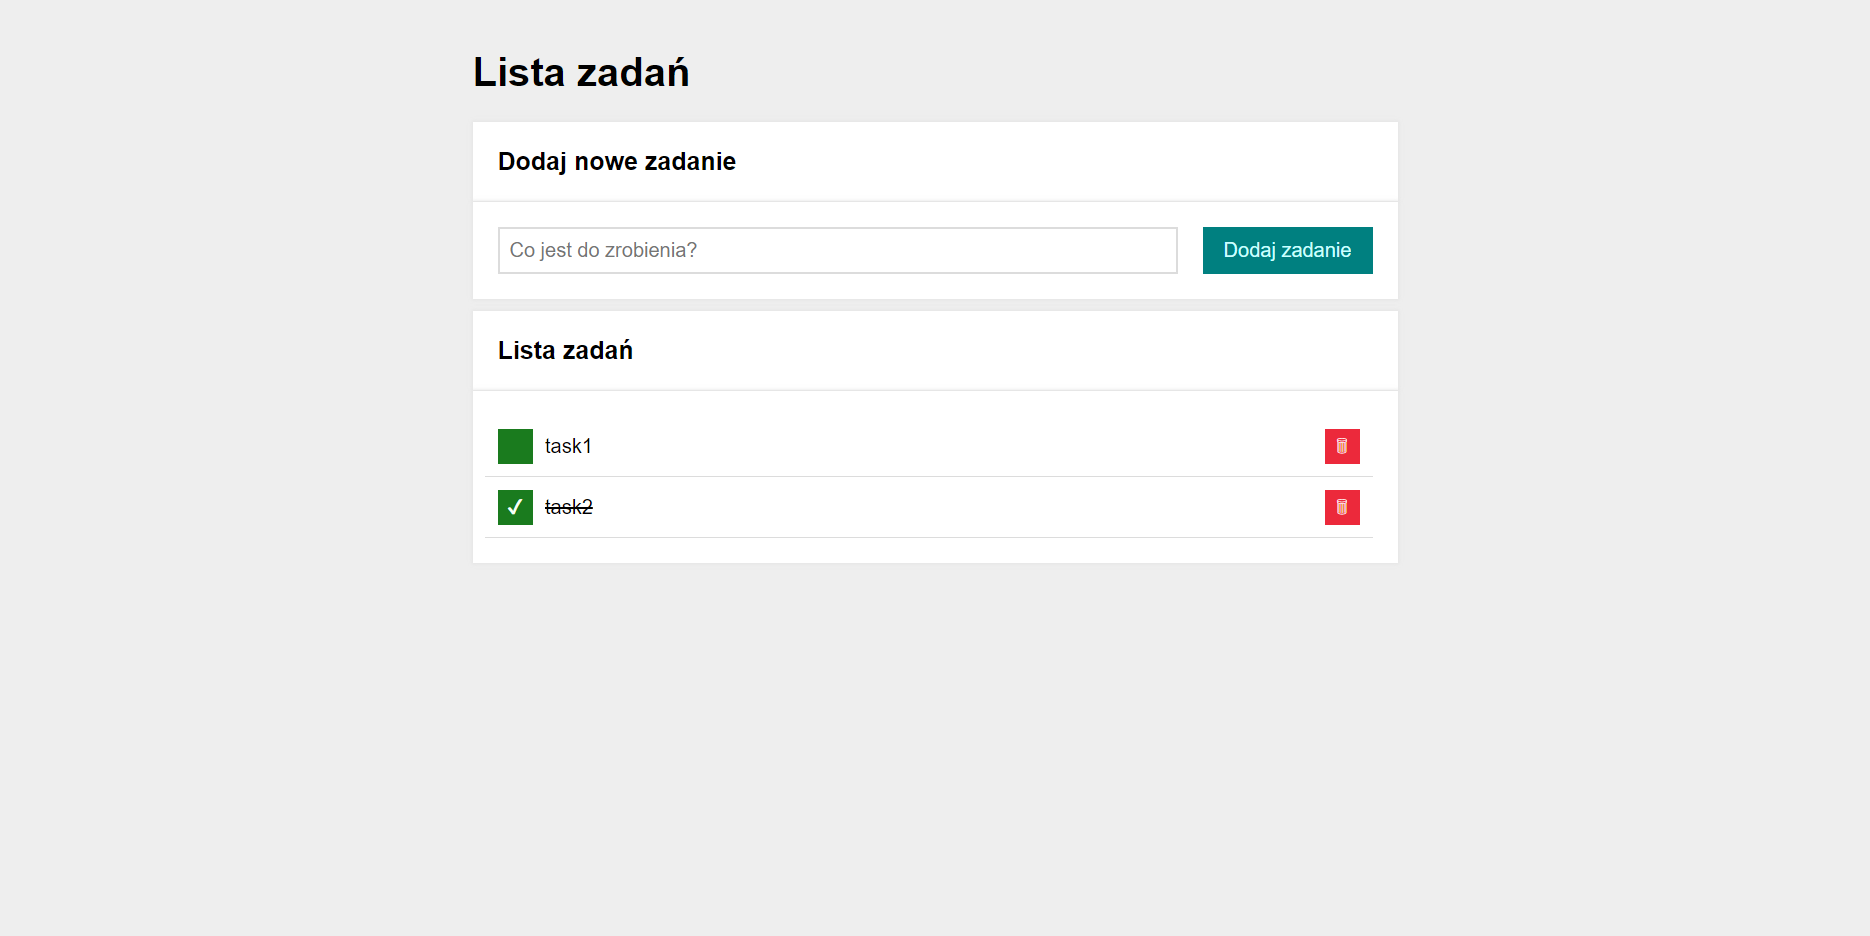 Lista zadań
Dodaj nowe zadanie
Co jest do zrobienia?
Dodaj zadanie
Lista zadań
task1
task2